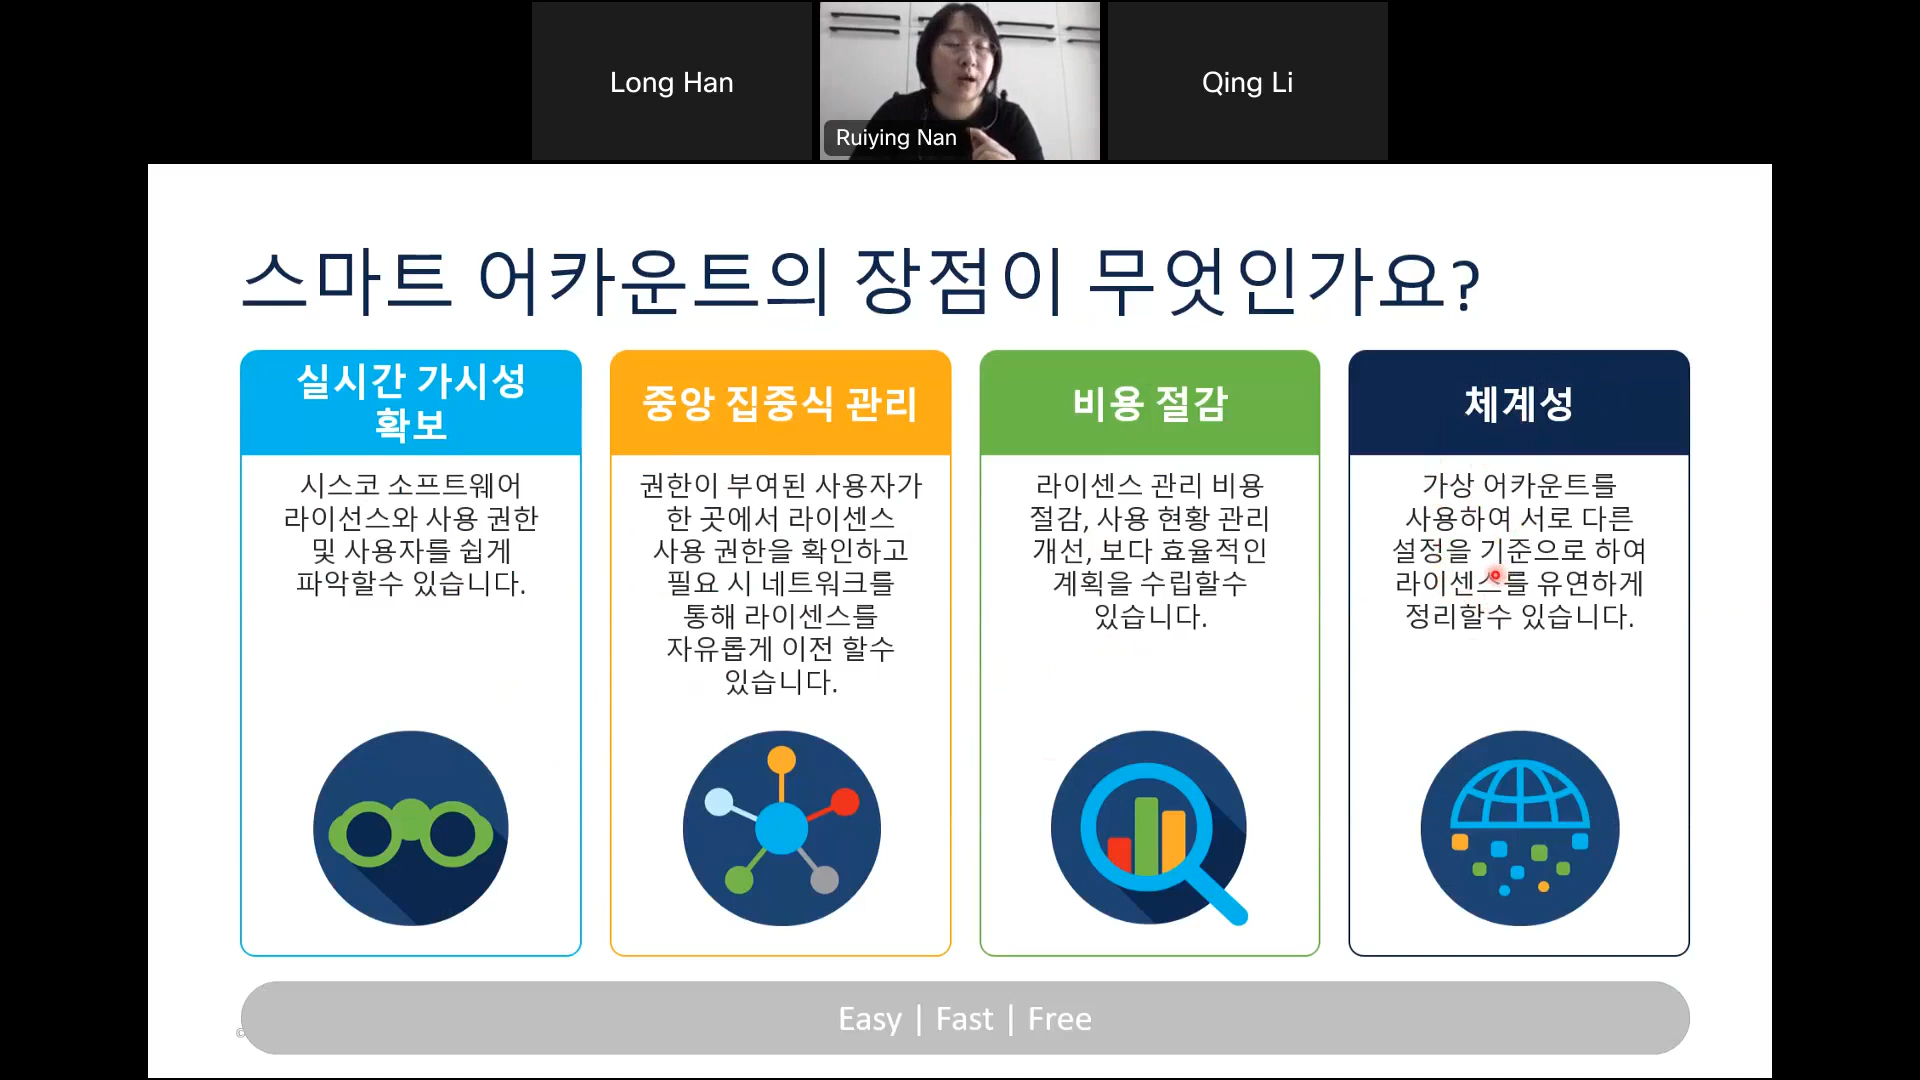 Long Han
Ruiying Nan
Qing Li
스마트 어카운트의 장점이 무엇인가요?
실시간 가시성
확보
시스코 소프트웨어
라이선스와 사용 권한
및 사용자를 쉽게
파악할수 있습니다.
중앙 집중식 관리
권한이 부여된 사용자가
한 곳에서 라이센스
사용 권한을 확인하고
필요 시 네트워크를
통해 라이센스를
자유롭게 이전 할수
있습니다.
비용 절감
라이센스 관리 비용
절감, 사용 현황 관리
개선, 보다 효율적인
계획을 수립할수
있습니다.
체계성
가상 어카운트를
사용하여 서로 다른
설정을 기준으로 하여
라이센스를 유연하게
정리할수 있습니다.
Easy | Fast | Free
©